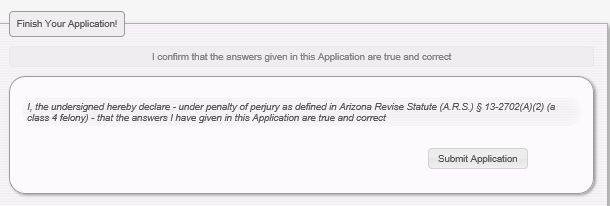 Finish Your Application!
I confirm that the answers given in this Application are true and correct
I, the undersigned hereby declare - under penalty of perjury as defined in Arizona Revise Statute (A.R.S.) § 13-2702(A)(2) (a
class 4 felony) - that the answers I have given in this Application are true and correct
Submit Application